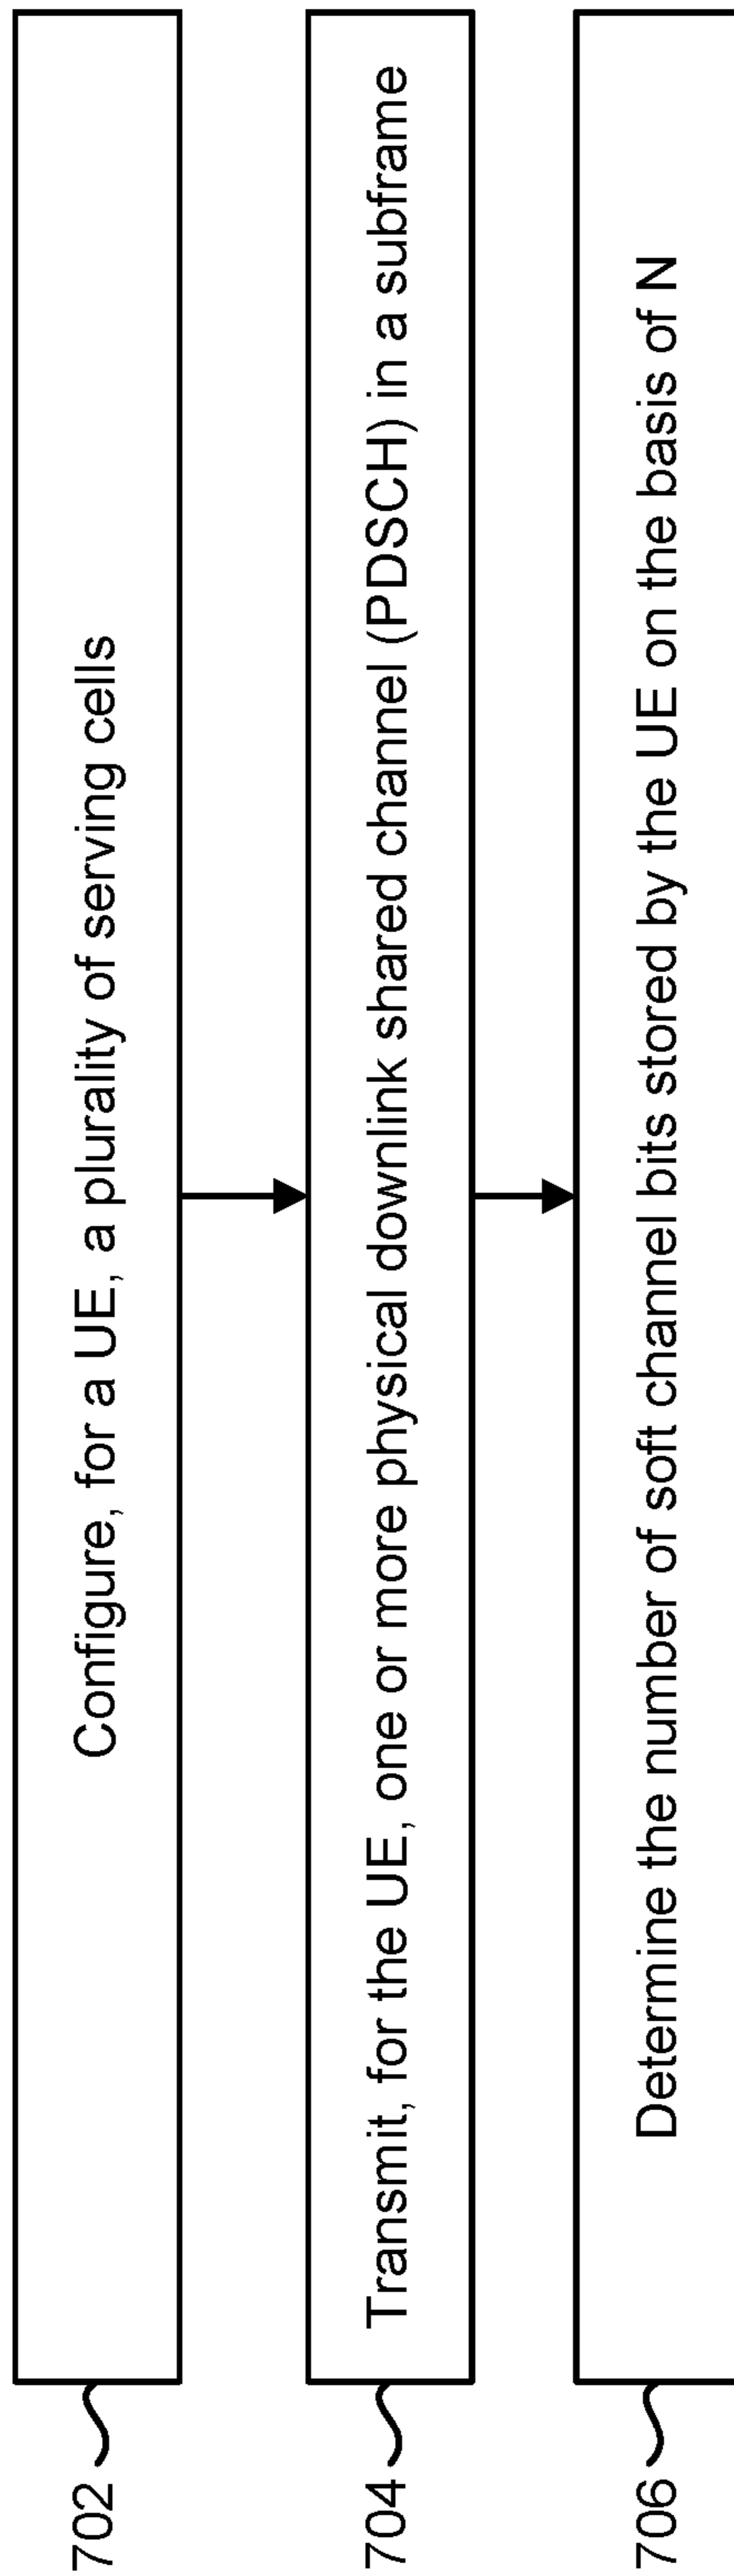 702
Configure, for a UE, a plurality of serving cells
704
Transmit, for the UE, one or more physical downlink shared channel (PDSCH) in a subframe
706
Determine the number of soft channel bits stored by the UE on the basis of N